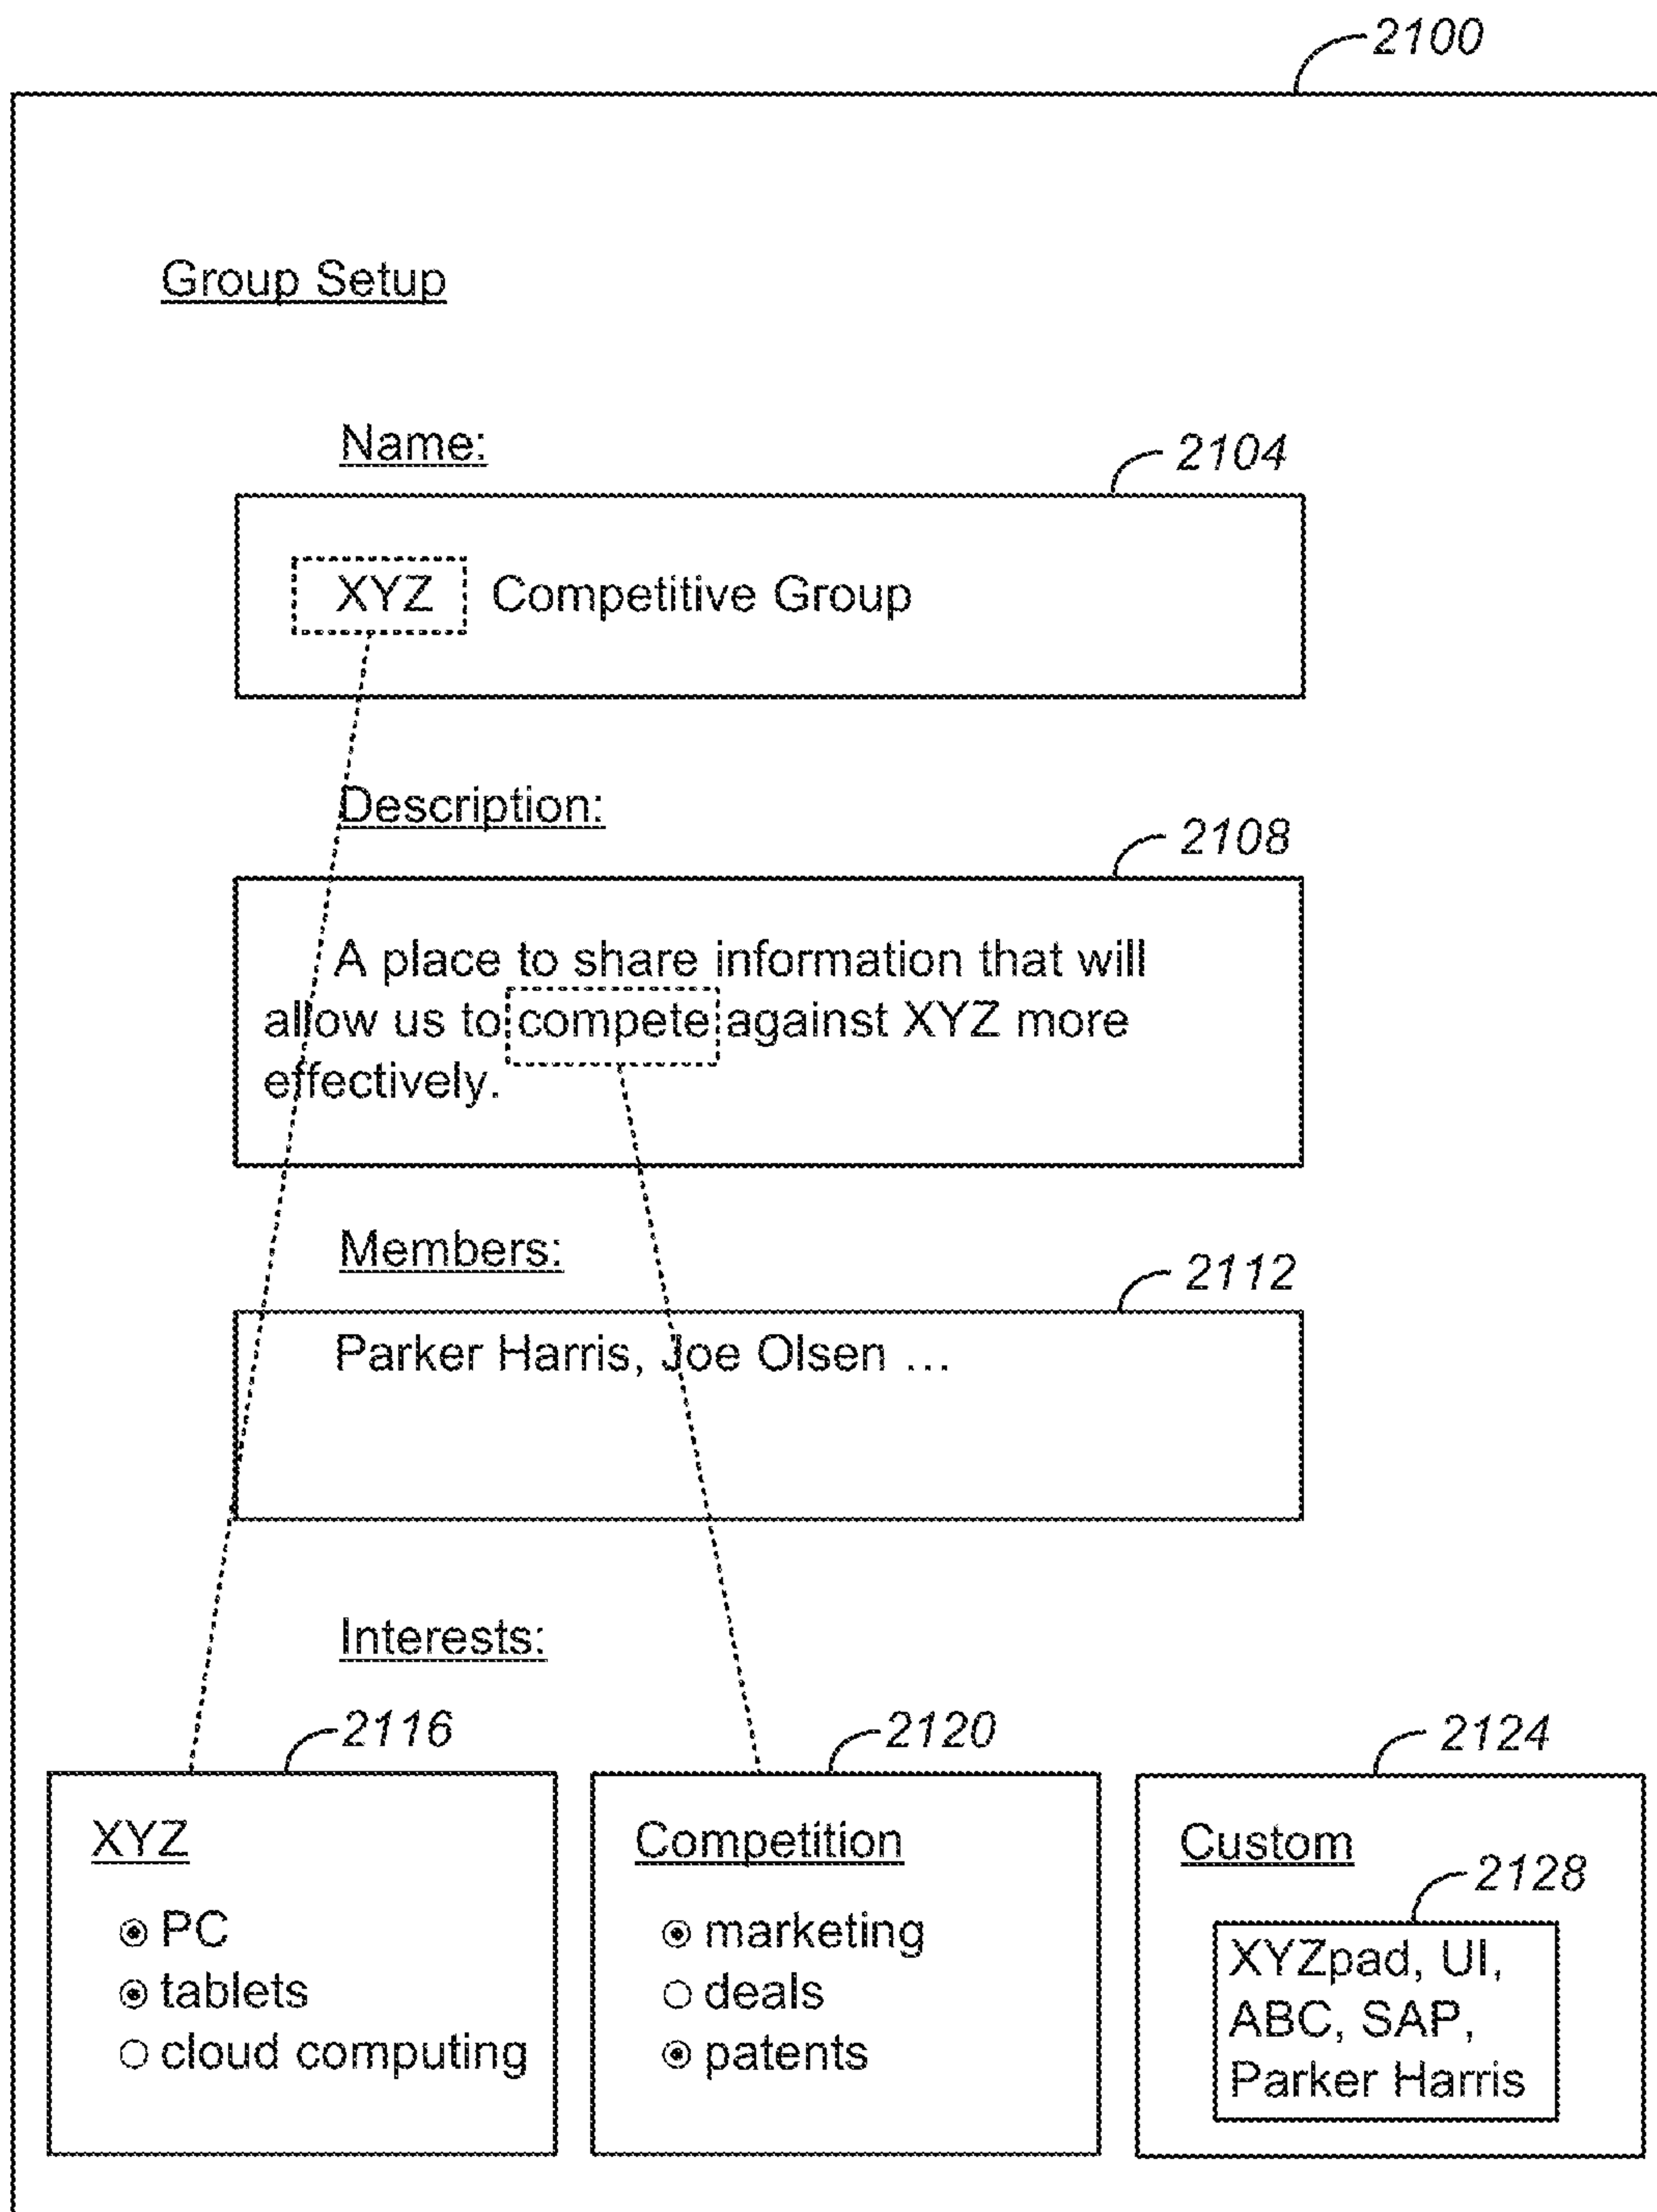 2100
Group Setup
Name:
2104
XYZ Competitive Group
Description:
2108
A place to share information that will
allow us to compete against XYZ more
effectively.
Members:
2112
Parker Harris, Joe Olsen ...
Interests:
2116
XYZ
PC
tablets
cloud computing
2120
Competition
marketing
deals
patents
2124
Custom
2128
XYZpad, UI,
ABC, SAP,
Parker Harris